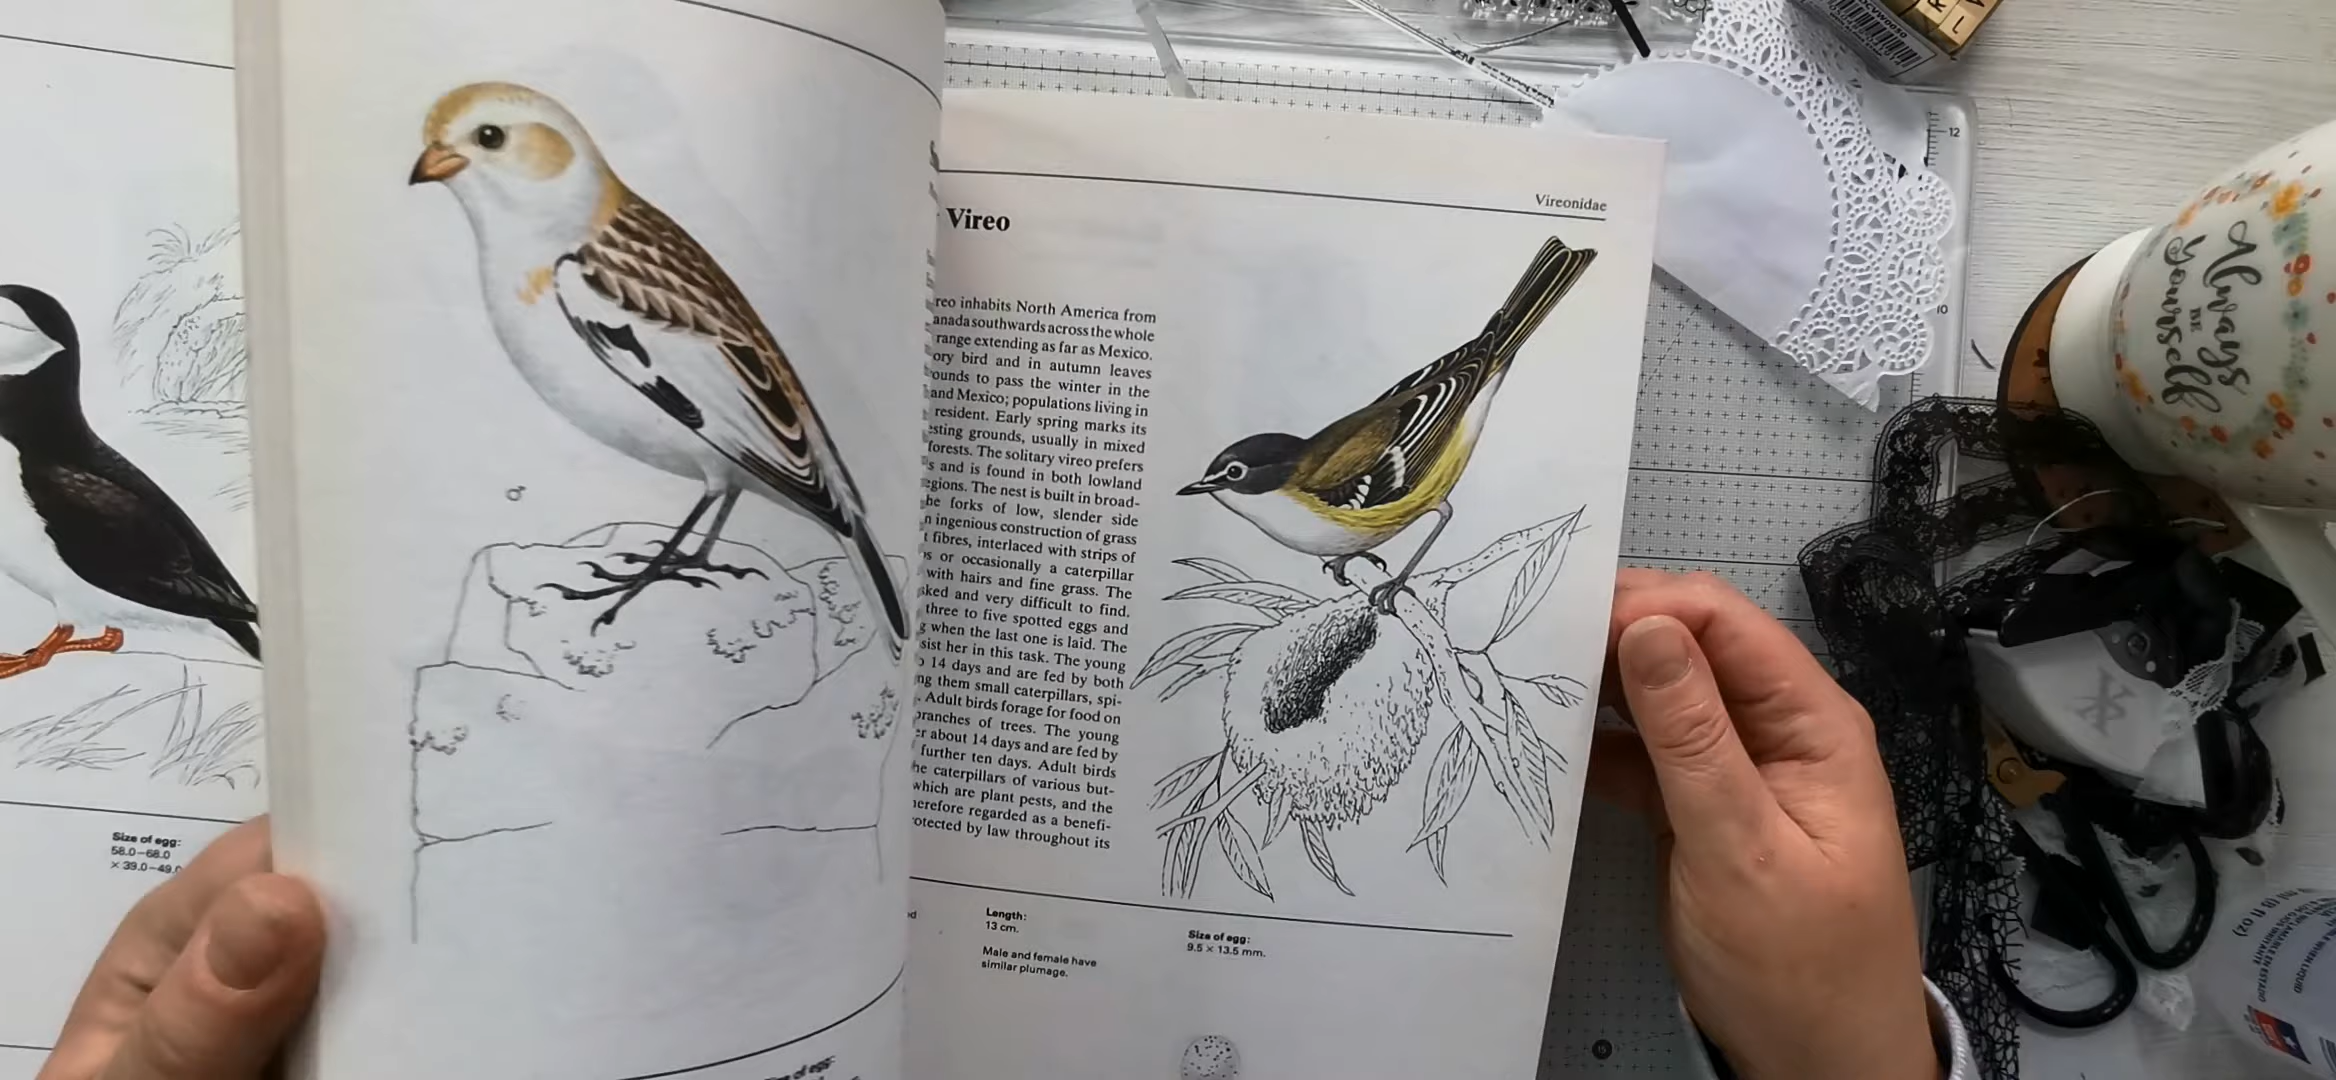 Size of egg:
58.0–68.0
× 39.0–49.0
♂
Vireonidae
Vireo
reo inhabits North America from
anada southwards across the whole
range extending as far as Mexico.
ory bird and in autumn leaves
ounds to pass the winter in the
and Mexico; populations living in
resident. Early spring marks its
esting grounds, usually in mixed
forests. The solitary vireo prefers
s and is found in both lowland
egions. The nest is built in broad-
he forks of low, slender side
n ingenious construction of grass
t fibres, interlaced with strips of
os or occasionally a caterpillar
with hairs and fine grass. The
sked and very difficult to find.
three to five spotted eggs and
g when the last one is laid. The
sist her in this task. The young
14 days and are fed by both
ng them small caterpillars, spi-
. Adult birds forage for food on
branches of trees. The young
er about 14 days and are fed by
further ten days. Adult birds
he caterpillars of various but-
which are plant pests, and the
herefore regarded as a benefi-
rotected by law throughout its
Length:
13 cm.
Male and female have
similar plumage.
Size of egg:
9.5 × 13.5 mm.
of egg:
12
10
15
Always
BE
Yourself
(8 fl oz)